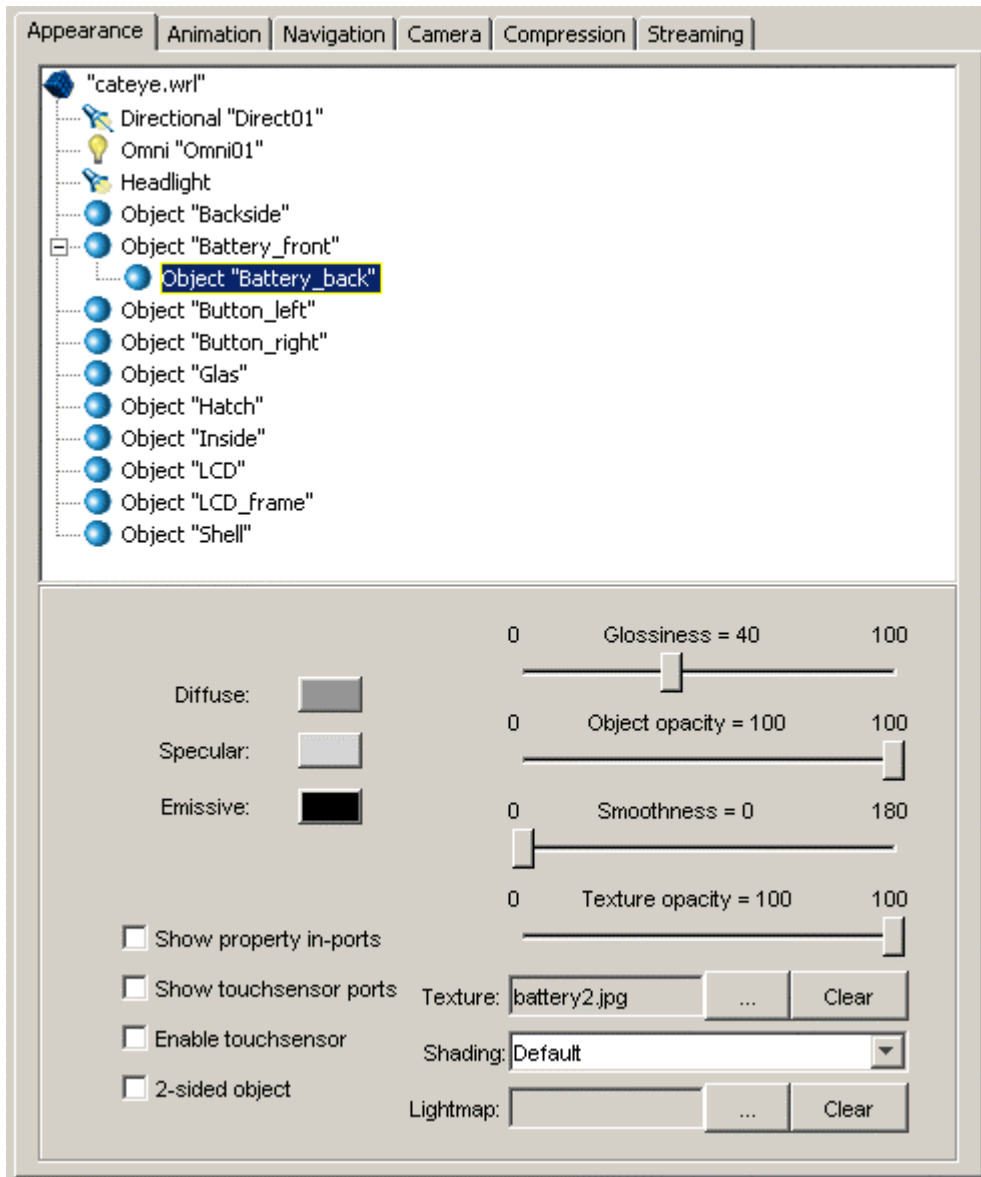 Appearance Animation Navigation Camera Compression Streaming
"cateye.wrl"
Directional "Direct01"
Omni "Omni01"
Headlight
Object "Backside"
Object "Battery_front"
Object "Battery_back"
Object "Button_left"
Object "Button_right"
Object "Glas"
Object "Hatch"
Object "Inside"
Object "LCD"
Object "LCD_frame"
Object "Shell"
0 Glossiness = 40 100
Diffuse:
0 Object opacity = 100 100
Specular:
Emissive:
0 Smoothness = 0 180
0 Texture opacity = 100 100
Show property in-ports
Show touchsensor ports
Texture: battery2.jpg ... Clear
Enable touchsensor
Shading: Default
2-sided object
Lightmap: ... Clear